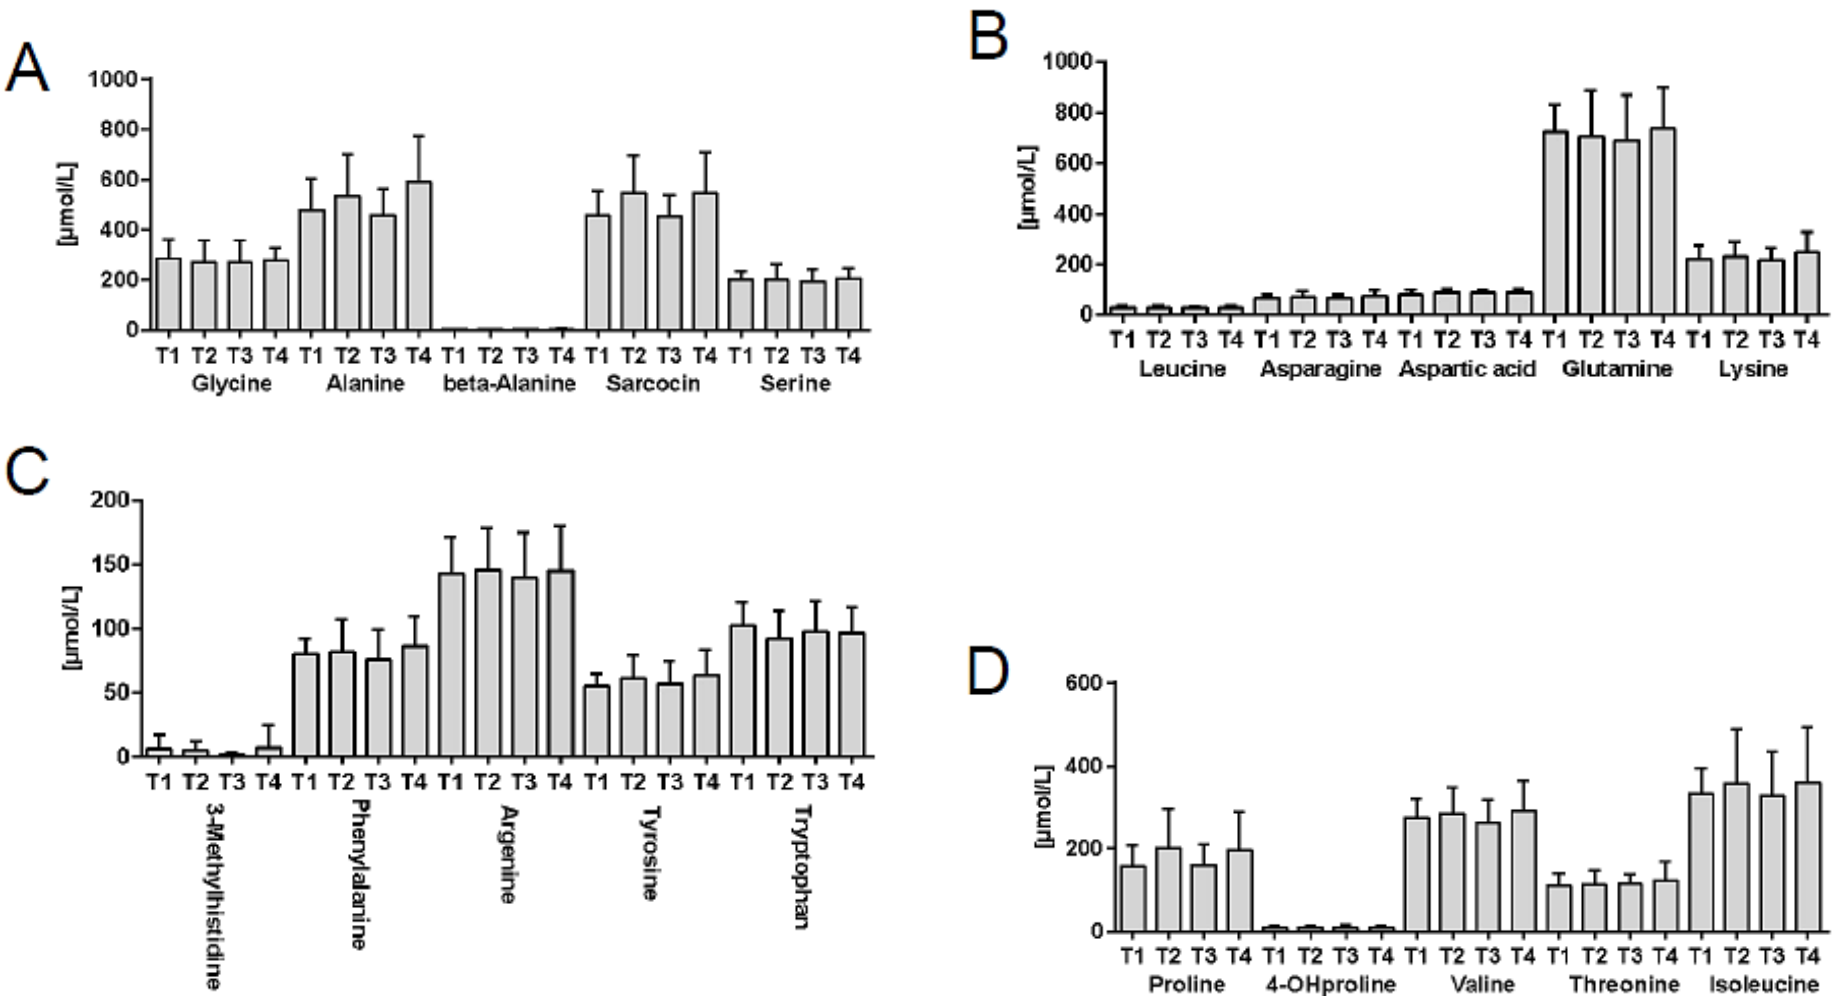 A
[µmol/L]
1000
800
600
400
200
0
T1 T2 T3 T4 T1 T2 T3 T4 T1 T2 T3 T4 T1 T2 T3 T4 T1 T2 T3 T4
Glycine Alanine beta-Alanine Sarcocin Serine
B
[µmol/L]
1000
800
600
400
200
0
T1 T2 T3 T4 T1 T2 T3 T4 T1 T2 T3 T4 T1 T2 T3 T4 T1 T2 T3 T4
Leucine Asparagine Aspartic acid Glutamine Lysine
C
[µmol/L]
200
150
100
50
0
T1 T2 T3 T4 T1 T2 T3 T4 T1 T2 T3 T4 T1 T2 T3 T4 T1 T2 T3 T4
3-Methylhistidine
Phenylalanine
Argenine
Tyrosine
Tryptophan
D
[µmol/L]
600
400
200
0
T1 T2 T3 T4 T1 T2 T3 T4 T1 T2 T3 T4 T1 T2 T3 T4 T1 T2 T3 T4
Proline 4-OHproline Valine Threonine Isoleucine